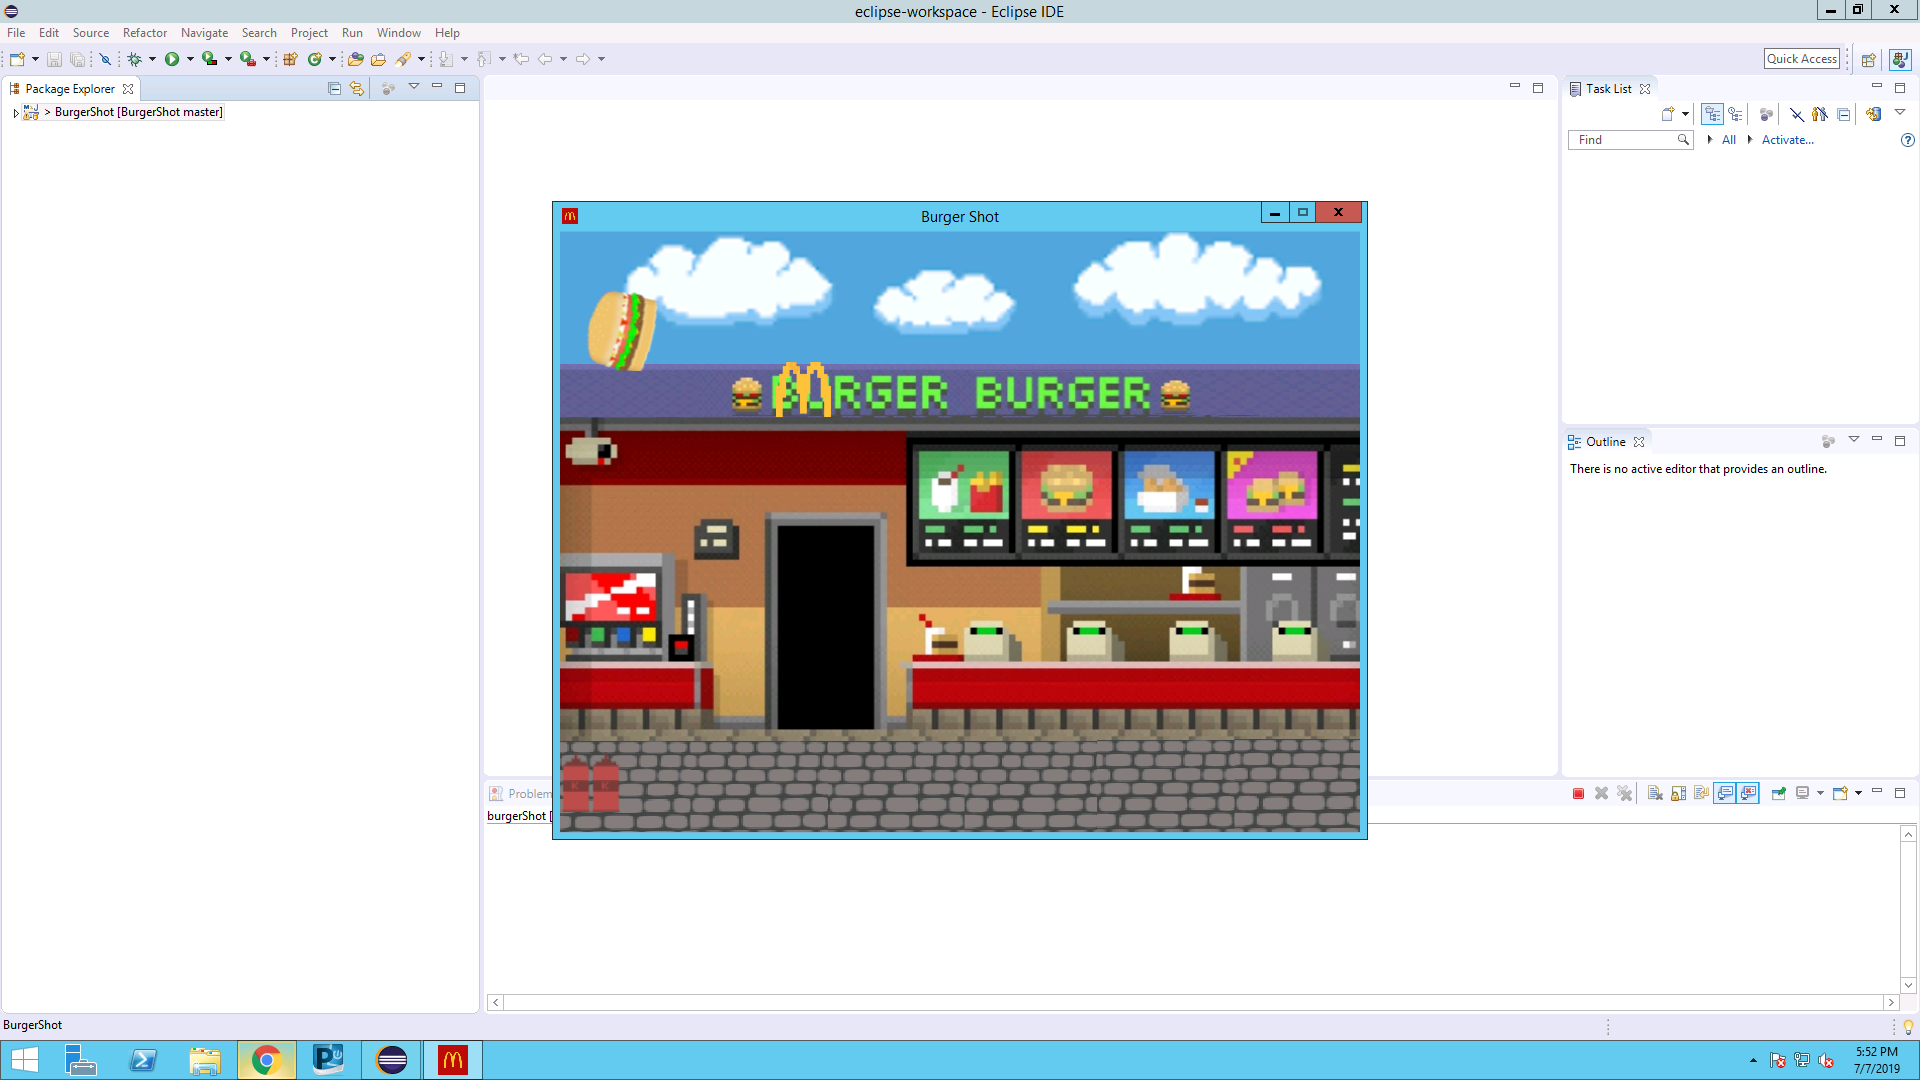 eclipse-workspace - Eclipse IDE
File Edit Source Refactor Navigate Search Project Run Window Help
Quick Access
Package Explorer
> BurgerShot [BurgerShot master]
Task List
Find
All
Activate...
Burger Shot
BURGER BURGER
Outline
There is no active editor that provides an outline.
Problem
burgerShot [
BurgerShot
5:52 PM
7/7/2019